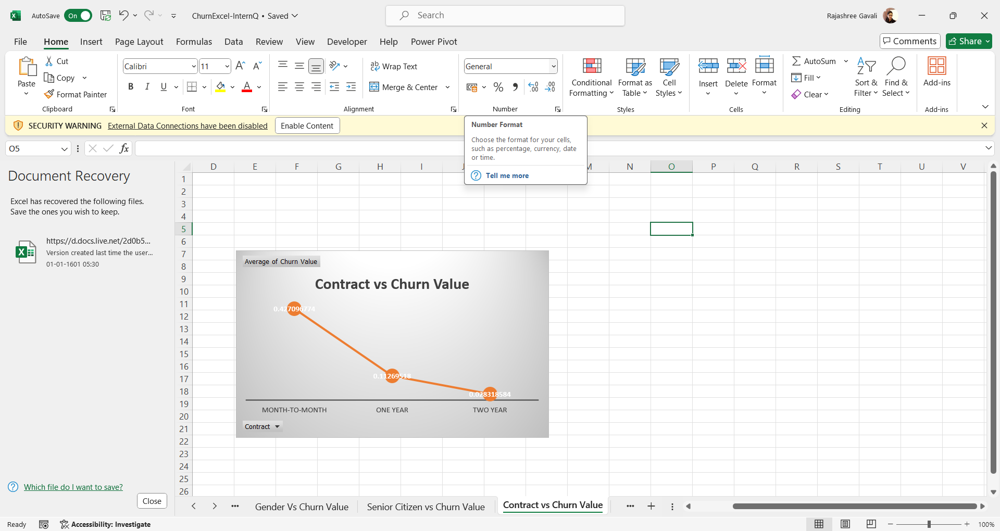 AutoSave On ChurnExcel-InternQ • Saved Search Rajashree Gavali
File Home Insert Page Layout Formulas Data Review View Developer Help Power Pivot Comments Share
Paste
Cut
Copy
Format Painter
Clipboard
Calibri 11
B I U A
Font
ab Wrap Text
Merge & Center
Alignment
General
% .00
Number
Conditional Formatting
Format as Table
Cell Styles
Styles
Insert Delete Format
Cells
AutoSum
Fill
Clear
Sort & Filter
Find & Select
Editing
Add-ins
Add-ins
SECURITY WARNING External Data Connections have been disabled Enable Content
Number Format
Choose the format for your cells,
such as percentage, currency, date
or time.
Tell me more
O5 fx
Document Recovery
Excel has recovered the following files.
Save the ones you wish to keep.
https://d.docs.live.net/2d0b5...
Version created last time the user...
01-01-1601 05:30
Which file do I want to save?
Close
D E F G H I J M N O P Q R S T U V
1
2
3
4
5
6
7
8
9
10
11
12
13
14
15
16
17
18
19
20
21
22
23
24
25
26
Average of Churn Value
Contract vs Churn Value
0.427096774
0.11269518
0.028318584
MONTH-TO-MONTH ONE YEAR TWO YEAR
Contract
Gender Vs Churn Value Senior Citizen vs Churn Value Contract vs Churn Value
Ready Accessibility: Investigate 100%